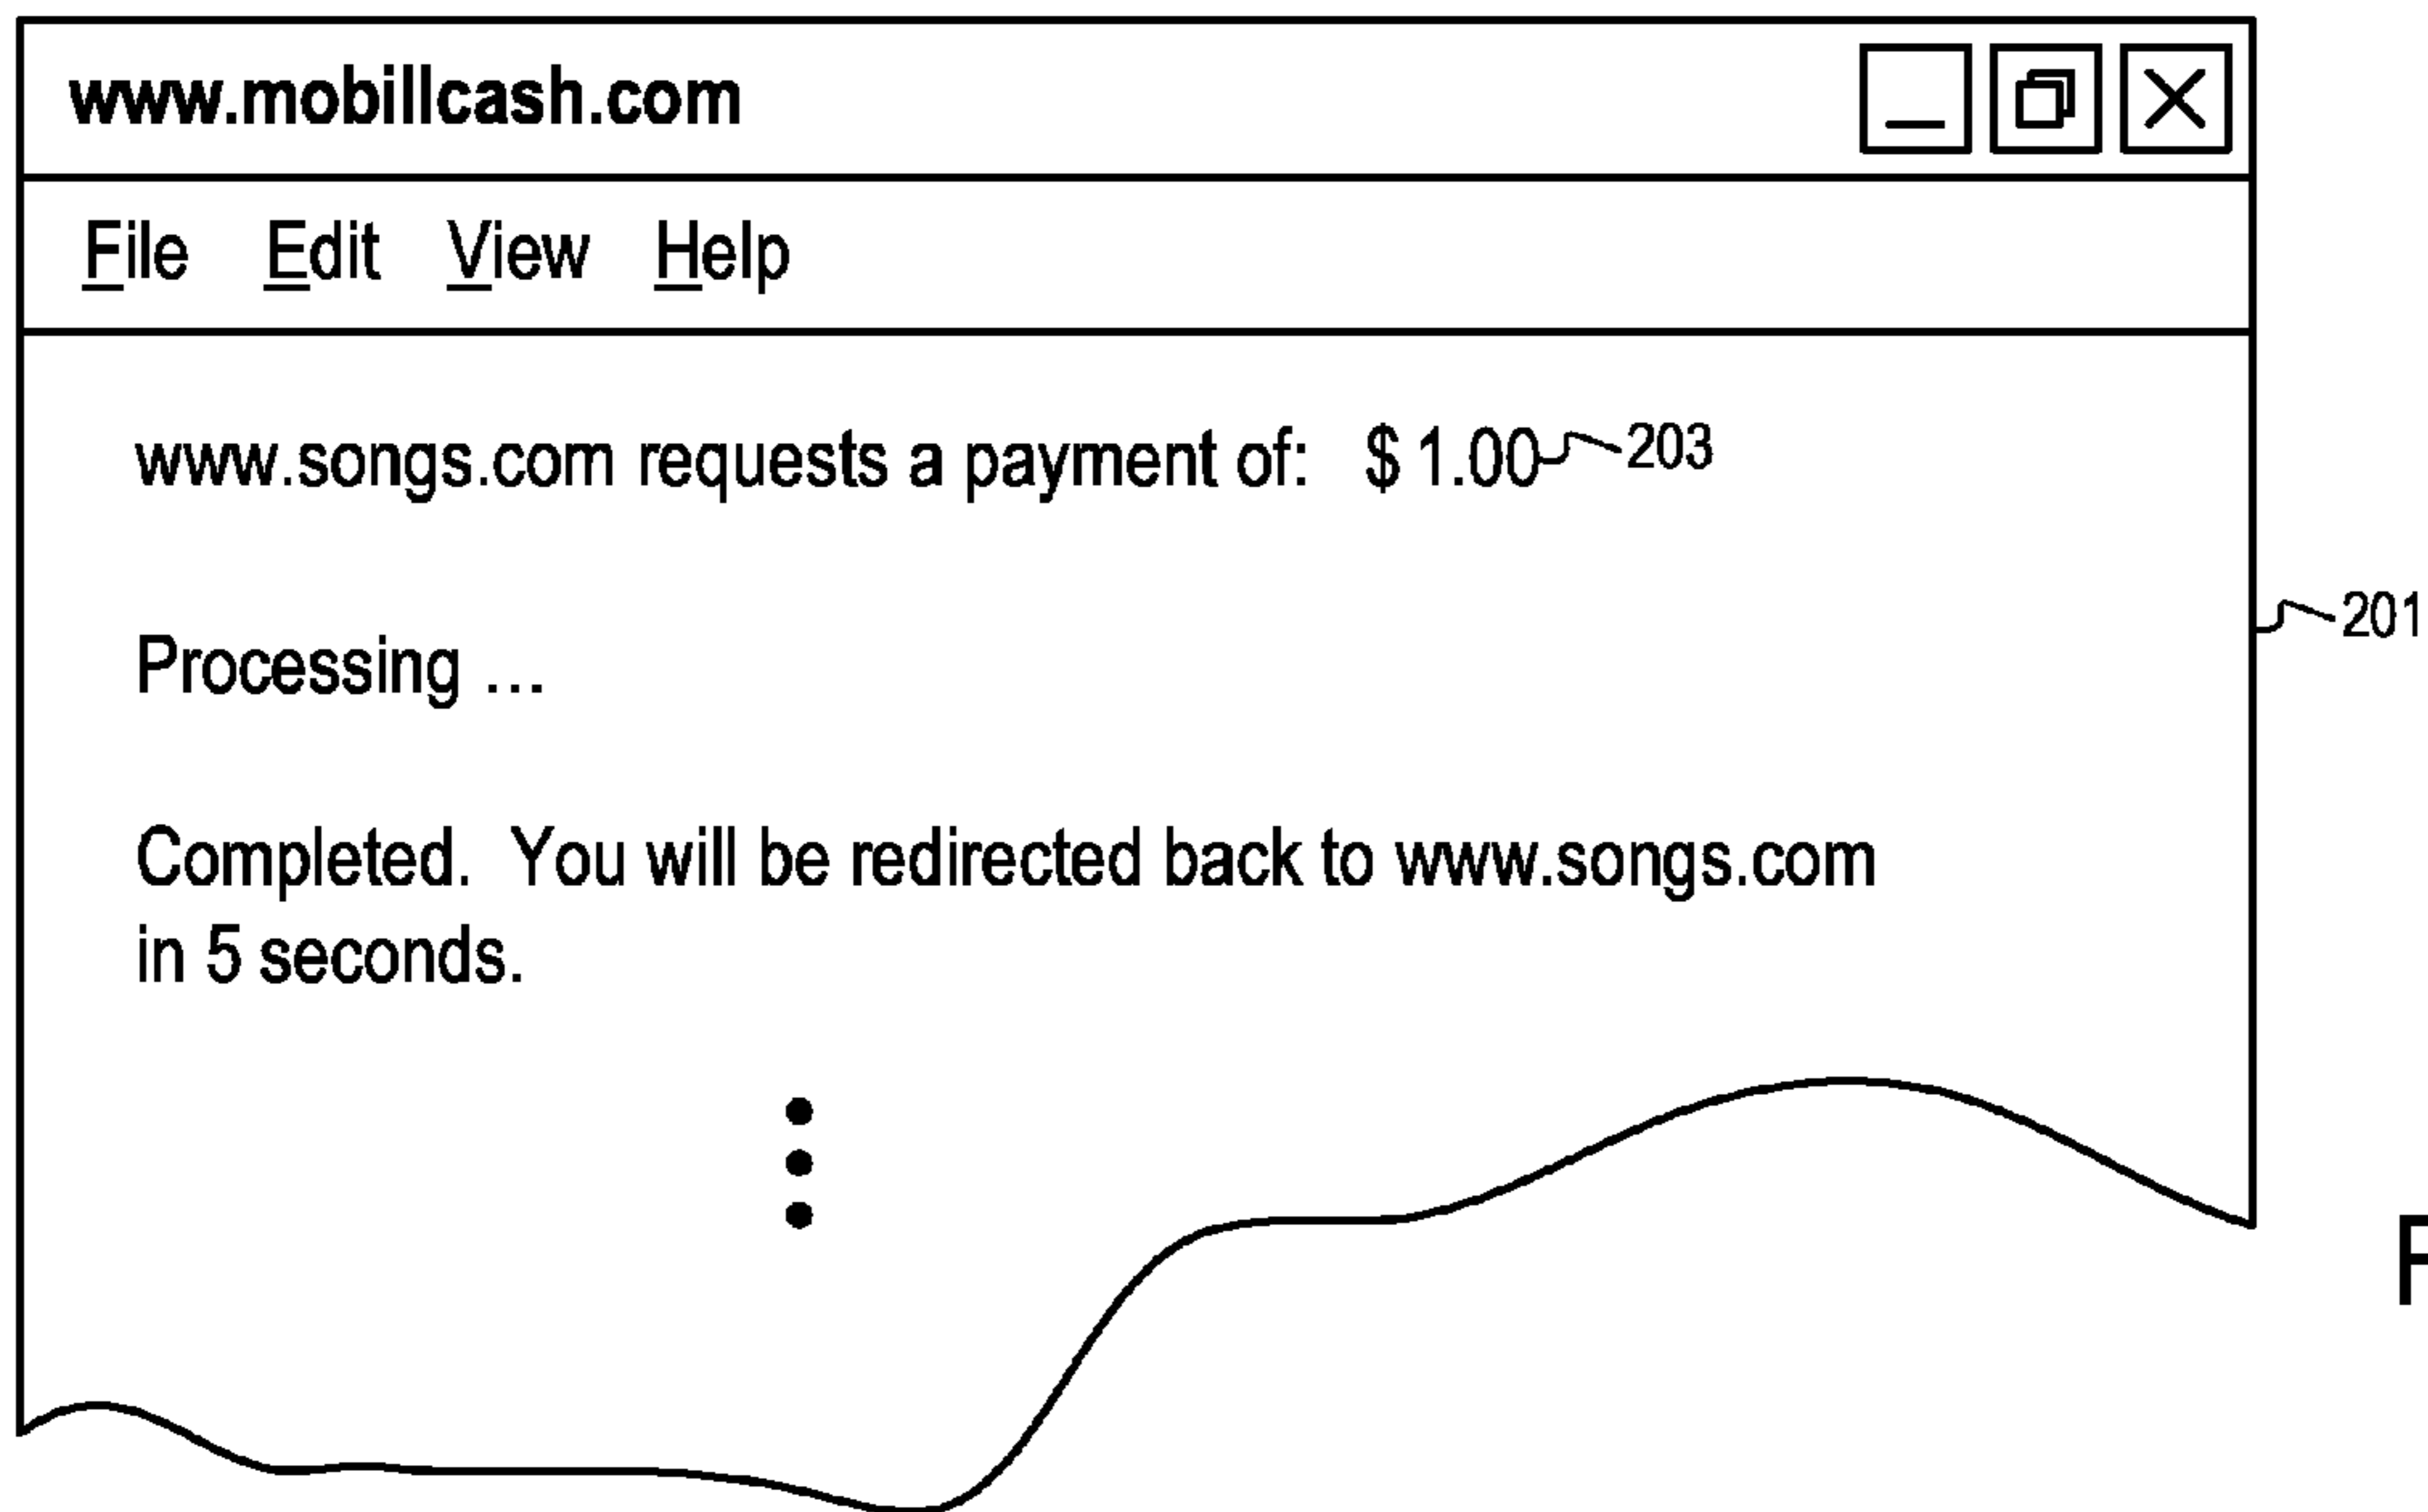 www.mobillcash.com
File Edit View Help
www.songs.com requests a payment of: $ 1.00 203
201
Processing ...
Completed. You will be redirected back to www.songs.com
in 5 seconds.